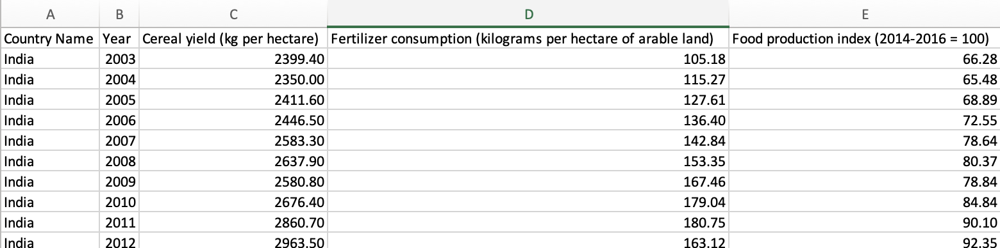 A B C D E
Country Name Year Cereal yield (kg per hectare) Fertilizer consumption (kilograms per hectare of arable land) Food production index (2014-2016 = 100)
India 2003 2399.40 105.18 66.28
India 2004 2350.00 115.27 65.48
India 2005 2411.60 127.61 68.89
India 2006 2446.50 136.40 72.55
India 2007 2583.30 142.84 78.64
India 2008 2637.90 153.35 80.37
India 2009 2580.80 167.46 78.84
India 2010 2676.40 179.04 84.84
India 2011 2860.70 180.75 90.10
India 2012 2963.50 163.12 92.35